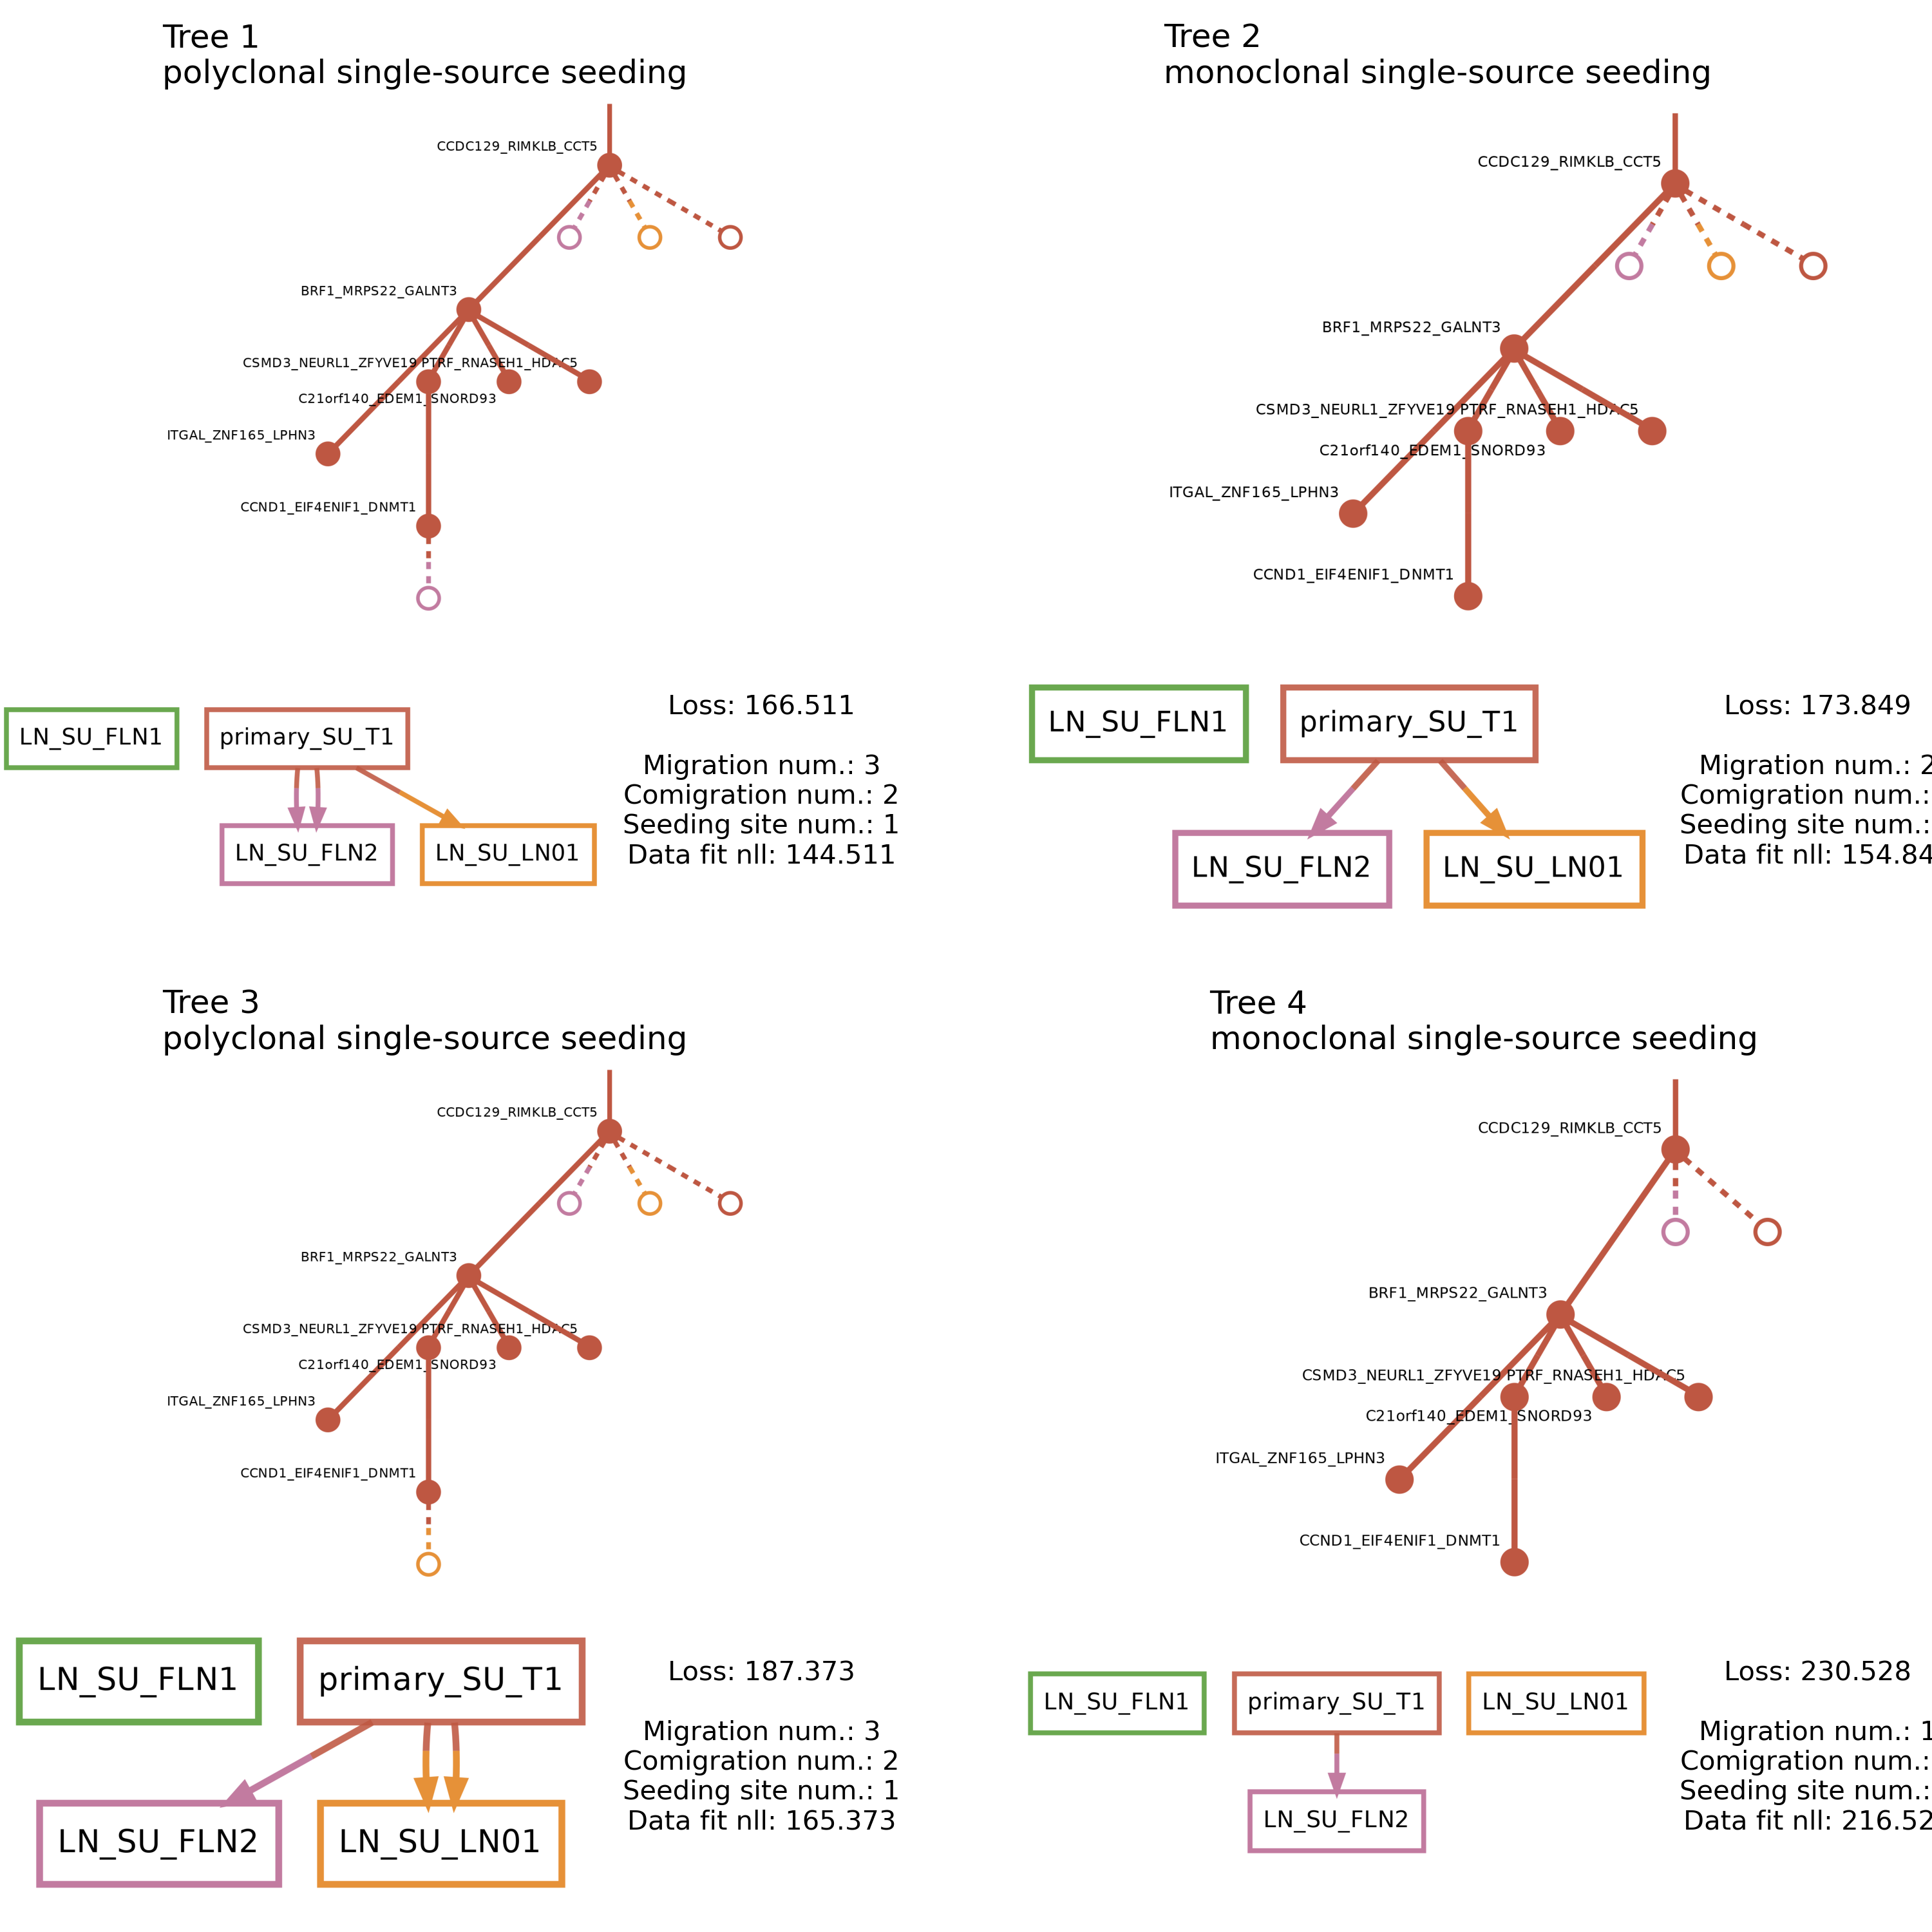 Tree 1
polyclonal single-source seeding
CCDC129_RIMKLB_CCT5
BRF1_MRPS22_GALNT3
CSMD3_NEURL1_ZFYVE19 PTRF_RNASEH1_HDAC5
C21orf140_EDEM1_SNORD93
ITGAL_ZNF165_LPHN3
CCND1_EIF4ENIF1_DNMT1
LN_SU_FLN1
primary_SU_T1
LN_SU_FLN2
LN_SU_LN01
Loss: 166.511
Migration num.: 3
Comigration num.: 2
Seeding site num.: 1
Data fit nll: 144.511
Tree 2
monoclonal single-source seeding
CCDC129_RIMKLB_CCT5
BRF1_MRPS22_GALNT3
CSMD3_NEURL1_ZFYVE19 PTRF_RNASEH1_HDAC5
C21orf140_EDEM1_SNORD93
ITGAL_ZNF165_LPHN3
CCND1_EIF4ENIF1_DNMT1
LN_SU_FLN1
primary_SU_T1
LN_SU_FLN2
LN_SU_LN01
Loss: 173.849
Migration num.: 2
Comigration num.:
Seeding site num.:
Data fit nll: 154.84
Tree 3
polyclonal single-source seeding
CCDC129_RIMKLB_CCT5
BRF1_MRPS22_GALNT3
CSMD3_NEURL1_ZFYVE19 PTRF_RNASEH1_HDAC5
C21orf140_EDEM1_SNORD93
ITGAL_ZNF165_LPHN3
CCND1_EIF4ENIF1_DNMT1
LN_SU_FLN1
primary_SU_T1
LN_SU_FLN2
LN_SU_LN01
Loss: 187.373
Migration num.: 3
Comigration num.: 2
Seeding site num.: 1
Data fit nll: 165.373
Tree 4
monoclonal single-source seeding
CCDC129_RIMKLB_CCT5
BRF1_MRPS22_GALNT3
CSMD3_NEURL1_ZFYVE19 PTRF_RNASEH1_HDAC5
C21orf140_EDEM1_SNORD93
ITGAL_ZNF165_LPHN3
CCND1_EIF4ENIF1_DNMT1
LN_SU_FLN1
primary_SU_T1
LN_SU_LN01
LN_SU_FLN2
Loss: 230.528
Migration num.: 1
Comigration num.:
Seeding site num.:
Data fit nll: 216.52